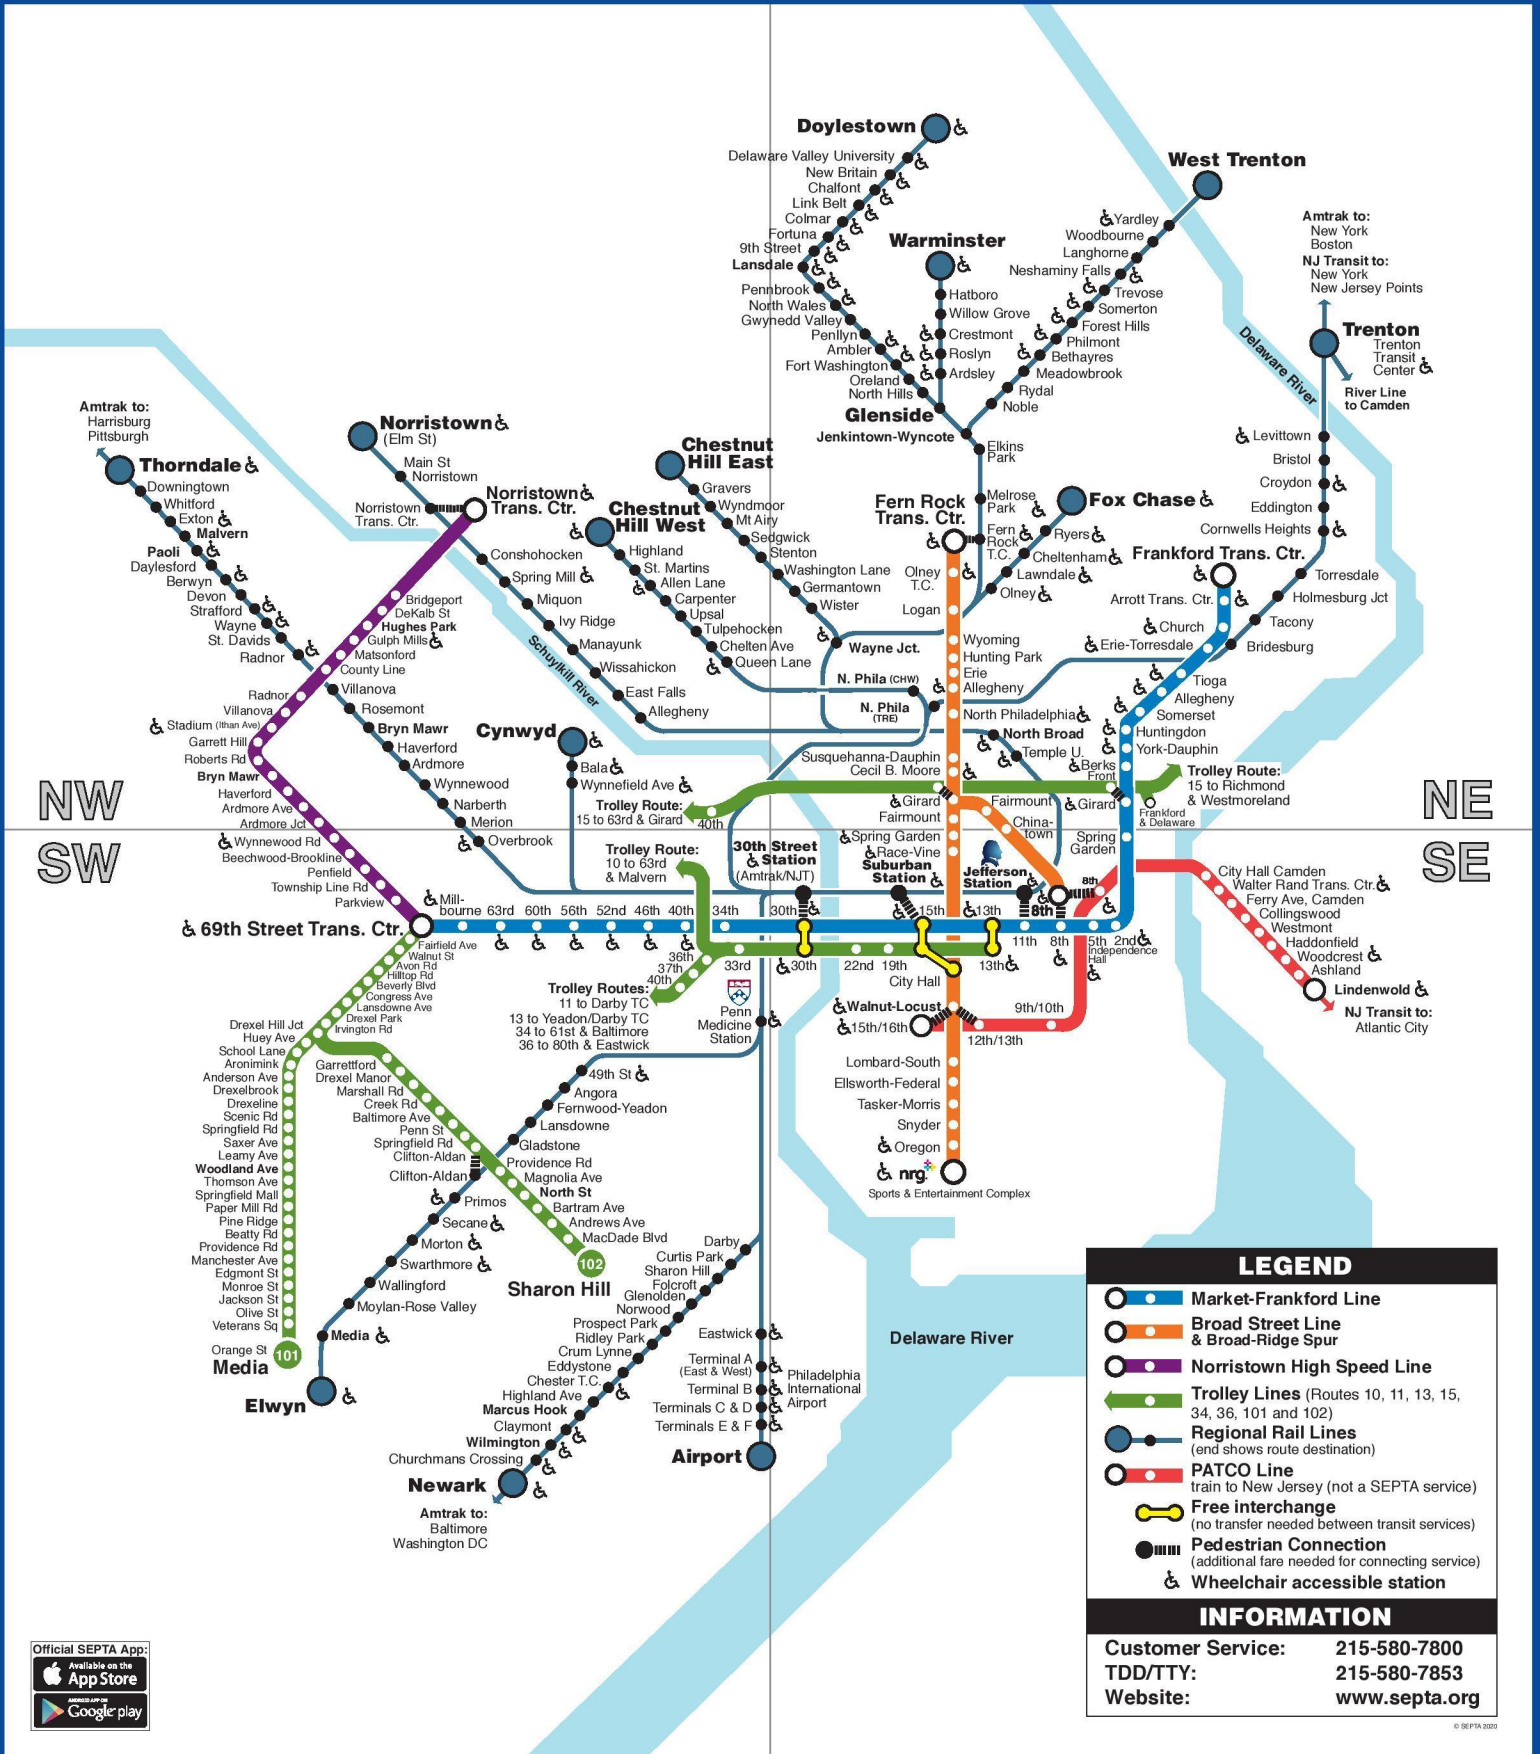 Doylestown
Delaware Valley University
New Britain
Chalfont
Link Belt
Colmar
Fortuna
9th Street
Lansdale
Pennbrook
North Wales
Gwynedd Valley
Penllyn
Ambler
Fort Washington
Oreland
North Hills
Glenside
Jenkintown-Wyncote
Warminster
Hatboro
Willow Grove
Crestmont
Roslyn
Ardsley
West Trenton
Yardley
Woodbourne
Langhorne
Neshaminy Falls
Trevose
Somerton
Forest Hills
Philmont
Bethayres
Meadowbrook
Rydal
Noble
Elkins
Park
Melrose
Park
Fern
Rock
T.C.
Amtrak to:
New York
Boston
NJ Transit to:
New York
New Jersey Points
Trenton
Trenton
Transit
Center
River Line
to Camden
Delaware River
Levittown
Bristol
Croydon
Eddington
Cornwells Heights
Torresdale
Holmesburg Jct
Tacony
Bridesburg
Amtrak to:
Harrisburg
Pittsburgh
Thorndale
Downingtown
Whitford
Exton
Malvern
Paoli
Daylesford
Berwyn
Devon
Strafford
Wayne
St. Davids
Radnor
Villanova
Rosemont
Bryn Mawr
Haverford
Ardmore
Wynnewood
Narberth
Merion
Overbrook
Norristown
(Elm St)
Main St
Norristown
Norristown
Trans. Ctr.
Norristown
Trans. Ctr.
Conshohocken
Spring Mill
Miquon
Ivy Ridge
Manayunk
Wissahickon
East Falls
Allegheny
Schuylkill River
Chestnut
Hill East
Gravers
Wyndmoor
Mt Airy
Sedgwick
Stenton
Washington Lane
Germantown
Wister
Wayne Jct.
Chestnut
Hill West
Highland
St. Martins
Allen Lane
Carpenter
Upsal
Tulpehocken
Chelten Ave
Queen Lane
N. Phila (CHW)
N. Phila
(TRE)
Fern Rock
Trans. Ctr.
Olney
T.C.
Logan
Wyoming
Hunting Park
Erie
Allegheny
North Philadelphia
North Broad
Temple U.
Susquehanna-Dauphin
Cecil B. Moore
Girard
Fairmount
Spring Garden
Race-Vine
Fairmount
China-
town
Fox Chase
Ryers
Cheltenham
Lawndale
Olney
Frankford Trans. Ctr.
Arrott Trans. Ctr.
Church
Erie-Torresdale
Tioga
Allegheny
Somerset
Huntingdon
York-Dauphin
Berks
Front
Girard
Spring
Garden
Trolley Route:
15 to Richmond
& Westmoreland
Frankford
& Delaware
Bridgeport
DeKalb St
Hughes Park
Gulph Mills
Matsonford
County Line
Radnor
Villanova
Stadium (Ithan Ave)
Garrett Hill
Roberts Rd
Bryn Mawr
Haverford
Ardmore Ave
Ardmore Jct
Wynnewood Rd
Beechwood-Brookline
Penfield
Township Line Rd
Parkview
Cynwyd
Bala
Wynnefield Ave
Trolley Route:
15 to 63rd & Girard
40th
NW
SW
NE
SE
Trolley Route:
10 to 63rd
& Malvern
30th Street
Station
(Amtrak/NJT)
Suburban
Station
Jefferson
Station
8th
69th Street Trans. Ctr.
Mill-
bourne
63rd
60th
56th
52nd
46th
40th
34th
30th
15th
13th
11th
8th
8th
5th
Independence
Hall
2nd
36th
37th
40th
33rd
30th
22nd
19th
13th
City Hall
Trolley Routes:
11 to Darby TC
13 to Yeadon/Darby TC
34 to 61st & Baltimore
36 to 80th & Eastwick
Penn
Medicine
Station
Walnut-Locust
15th/16th
9th/10th
12th/13th
Lombard-South
Ellsworth-Federal
Tasker-Morris
Snyder
Oregon
nrg
Sports & Entertainment Complex
City Hall Camden
Walter Rand Trans. Ctr.
Ferry Ave, Camden
Collingswood
Westmont
Haddonfield
Woodcrest
Ashland
Lindenwold
NJ Transit to:
Atlantic City
Fairfield Ave
Walnut St
Avon Rd
Hilltop Rd
Beverly Blvd
Congress Ave
Lansdowne Ave
Drexel Park
Irvington Rd
Drexel Hill Jct
Huey Ave
School Lane
Aronimink
Anderson Ave
Drexelbrook
Drexeline
Scenic Rd
Springfield Rd
Saxer Ave
Leamy Ave
Woodland Ave
Thomson Ave
Springfield Mall
Paper Mill Rd
Pine Ridge
Beatty Rd
Providence Rd
Manchester Ave
Edgmont St
Monroe St
Jackson St
Olive St
Veterans Sq
Orange St
Media
101
Garrettford
Drexel Manor
Marshall Rd
Creek Rd
Baltimore Ave
Penn St
Springfield Rd
Clifton-Aldan
Providence Rd
Magnolia Ave
North St
Bartram Ave
Andrews Ave
MacDade Blvd
102
Sharon Hill
49th St
Angora
Fernwood-Yeadon
Lansdowne
Gladstone
Clifton-Aldan
Primos
Secane
Morton
Swarthmore
Wallingford
Moylan-Rose Valley
Media
Elwyn
Darby
Curtis Park
Sharon Hill
Folcroft
Glenolden
Norwood
Prospect Park
Ridley Park
Crum Lynne
Eddystone
Chester T.C.
Highland Ave
Marcus Hook
Claymont
Wilmington
Churchmans Crossing
Newark
Amtrak to:
Baltimore
Washington DC
Eastwick
Terminal A
(East & West)
Terminal B
Terminals C & D
Terminals E & F
Philadelphia
International
Airport
Airport
Delaware River
LEGEND
Market-Frankford Line
Broad Street Line
& Broad-Ridge Spur
Norristown High Speed Line
Trolley Lines (Routes 10, 11, 13, 15,
34, 36, 101 and 102)
Regional Rail Lines
(end shows route destination)
PATCO Line
train to New Jersey (not a SEPTA service)
Free interchange
(no transfer needed between transit services)
Pedestrian Connection
(additional fare needed for connecting service)
Wheelchair accessible station
INFORMATION
Customer Service: 215-580-7800
TDD/TTY: 215-580-7853
Website: www.septa.org
© SEPTA 2020
Official SEPTA App:
Available on the
App Store
ANDROID APP ON
Google play